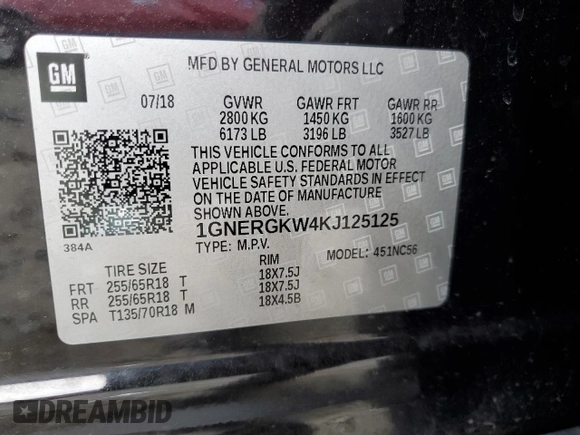 GM
MFD BY GENERAL MOTORS LLC
07/18 GVWR GAWR FRT GAWR RR
2800 KG 1450 KG 1600 KG
6173 LB 3196 LB 3527 LB
THIS VEHICLE CONFORMS TO ALL
APPLICABLE U.S. FEDERAL MOTOR
VEHICLE SAFETY STANDARDS IN EFFECT
ON THE DATE OF MANUFACTURE
SHOWN ABOVE.
384A
1GNERGKW4KJ125125
TYPE: M.P.V. MODEL: 451NC56
TIRE SIZE RIM
FRT 255/65R18 T 18X7.5J
RR 255/65R18 T 18X7.5J
SPA T135/70R18 M 18X4.5B
DREAMBID